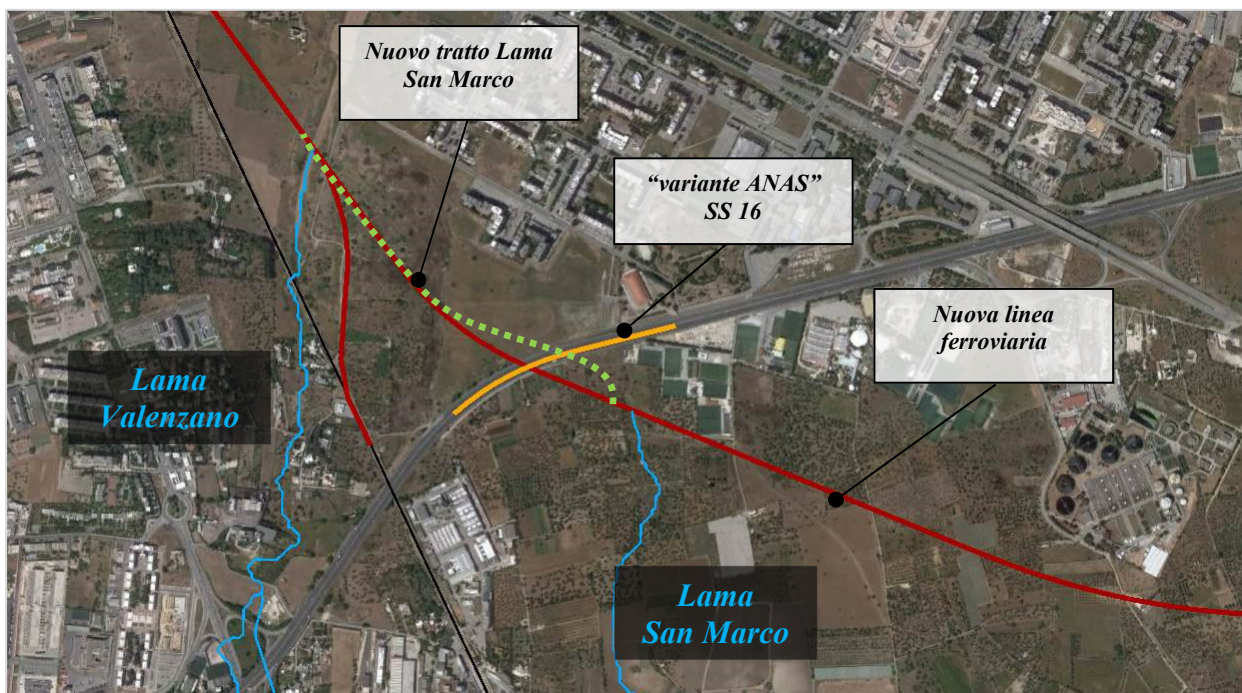 Nuovo tratto Lama
San Marco
“variante ANAS”
SS 16
Nuova linea
ferroviaria
Lama
Valenzano
Lama
San Marco